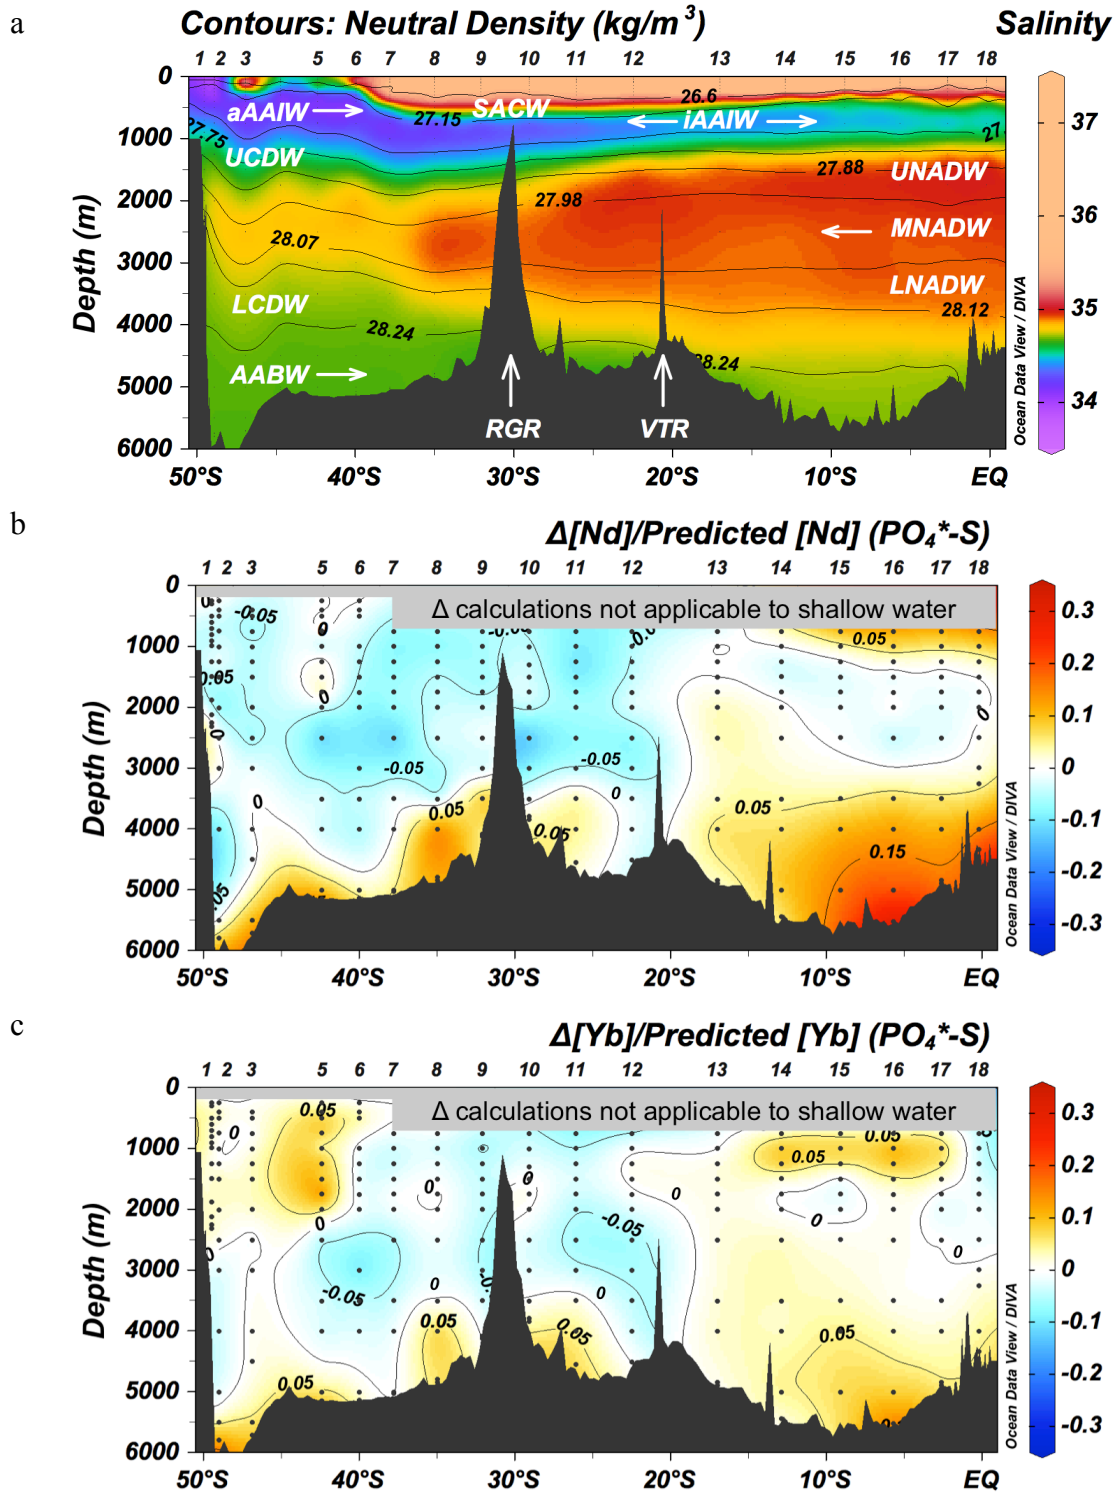 a
Contours: Neutral Density (kg/m³)
Salinity
1 2 3 5 6 7 8 9 10 11 12 13 14 15 16 17 18
0
1000
2000
3000
4000
5000
6000
Depth (m)
aAAIW
SACW
26.6
27.15
iAAIW
27.75
27.
UCDW
27.88
UNADW
27.98
28.07
MNADW
LCDW
LNADW
28.12
28.24
28.24
AABW
RGR
VTR
50°S
40°S
30°S
20°S
10°S
EQ
37
36
35
34
Ocean Data View / DIVA
b
Δ[Nd]/Predicted [Nd] (PO₄*-S)
1 2 3 5 6 7 8 9 10 11 12 13 14 15 16 17 18
Δ calculations not applicable to shallow water
0
1000
2000
3000
4000
5000
6000
Depth (m)
0
-0.05
0
0.05
0.05
0
0
0
-0.05
-0.05
0
0
0.05
0.05
0.05
0.15
50°S
40°S
30°S
20°S
10°S
EQ
0.3
0.2
0.1
0
-0.1
-0.2
-0.3
Ocean Data View / DIVA
c
Δ[Yb]/Predicted [Yb] (PO₄*-S)
1 2 3 5 6 7 8 9 10 11 12 13 14 15 16 17 18
Δ calculations not applicable to shallow water
0
1000
2000
3000
4000
5000
6000
Depth (m)
0.05
0
0.05
0.05
0
0
0
0
0
0
-0.05
0
-0.05
0
0
0.05
0.05
0.05
0.05
50°S
40°S
30°S
20°S
10°S
EQ
0.3
0.2
0.1
0
-0.1
-0.2
-0.3
Ocean Data View / DIVA